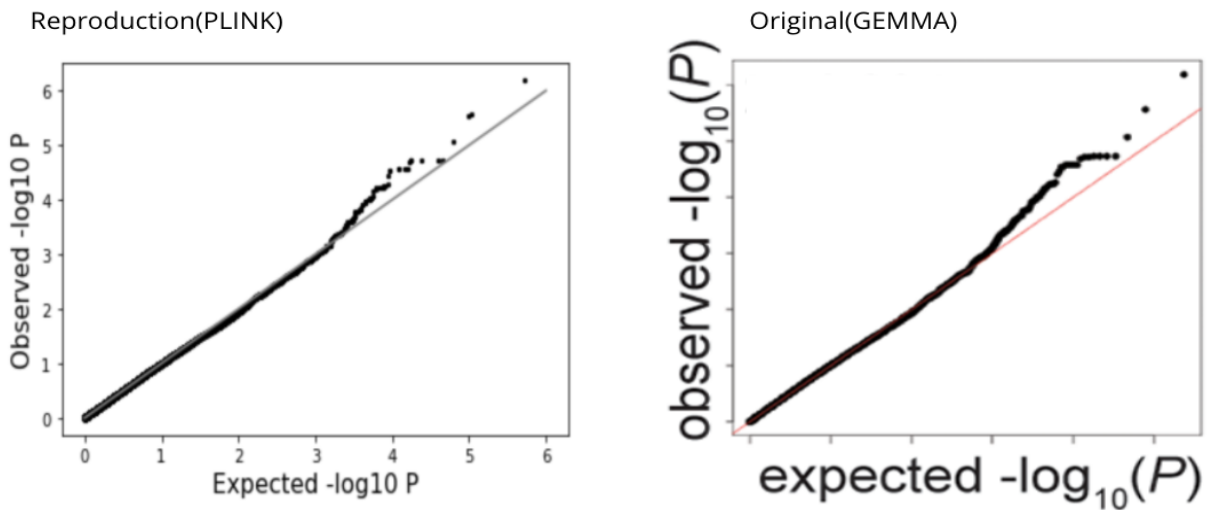 Reproduction(PLINK)
Original(GEMMA)
Observed -log10 P
6
5
4
3
2
1
0
0 1 2 3 4 5 6
Expected -log10 P
observed -log10(P)
expected -log10(P)